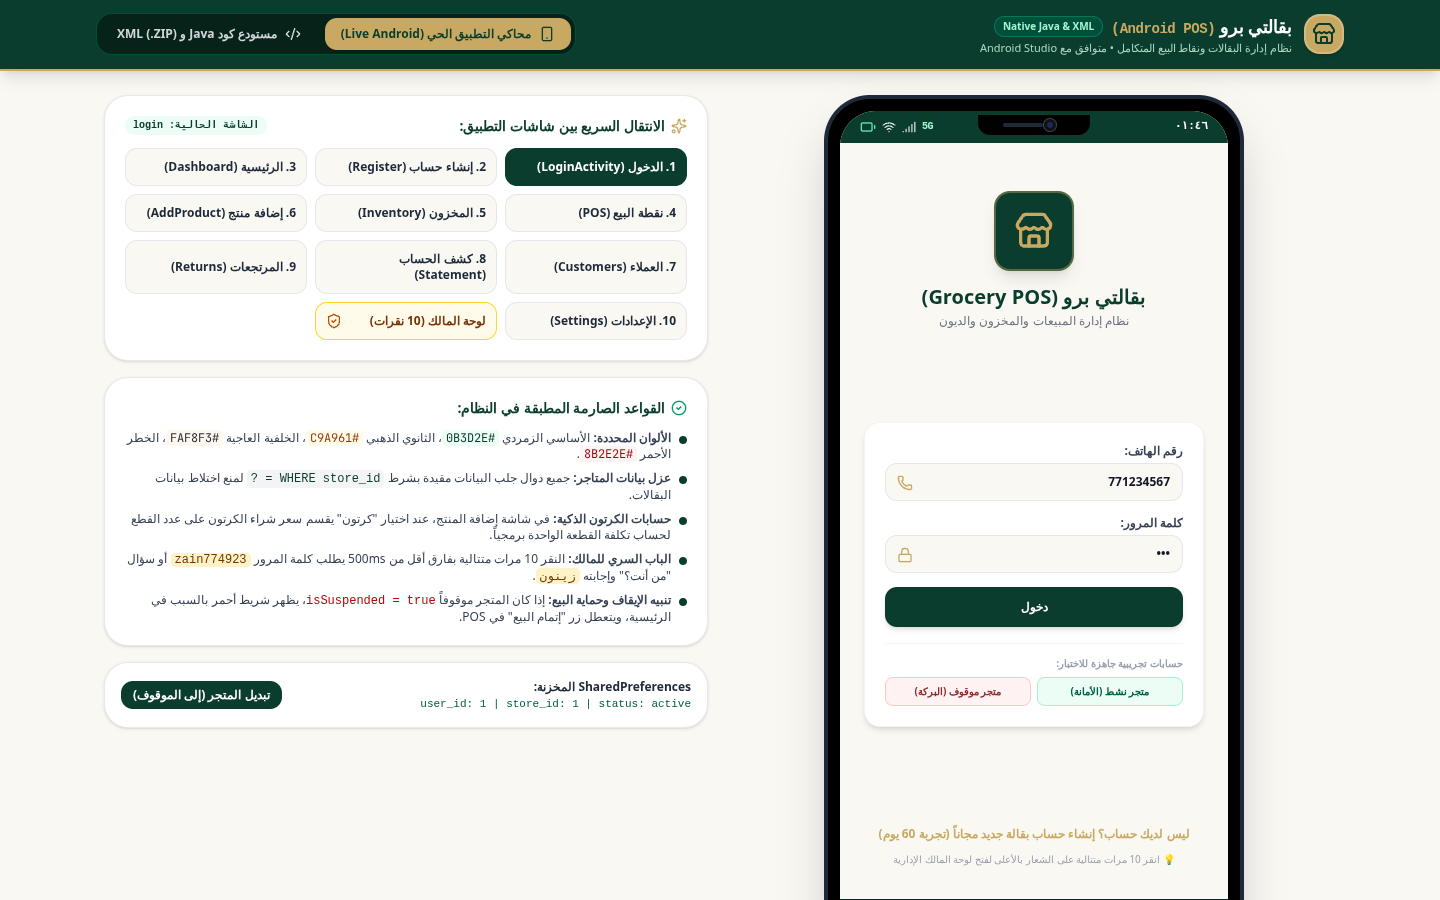 بقالتي برو (Android POS) Native Java & XML
نظام إدارة البقالات ونقاط البيع المتكامل • متوافق مع Android Studio
محاكي التطبيق الحي (Live Android)
مستودع كود Java و XML (.ZIP)
٠١:٤٦
5G
بقالتي برو (Grocery POS)
نظام إدارة المبيعات والمخزون والديون
رقم الهاتف:
771234567
كلمة المرور:
•••
دخول
حسابات تجريبية جاهزة للاختبار:
متجر نشط (الأمانة)
متجر موقوف (البركة)
ليس لديك حساب؟ إنشاء حساب بقالة جديد مجاناً (تجربة 60 يوم)
💡 انقر 10 مرات متتالية على الشعار بالأعلى لفتح لوحة المالك الإدارية
الانتقال السريع بين شاشات التطبيق:
الشاشة الحالية: login
1. الدخول (LoginActivity)
2. إنشاء حساب (Register)
3. الرئيسية (Dashboard)
4. نقطة البيع (POS)
5. المخزون (Inventory)
6. إضافة منتج (AddProduct)
7. العملاء (Customers)
8. كشف الحساب
(Statement)
9. المرتجعات (Returns)
10. الإعدادات (Settings)
لوحة المالك (10 نقرات)
القواعد الصارمة المطبقة في النظام:
الألوان المحددة: الأساسي الزمردي #0B3D2E ، الثانوي الذهبي #C9A961 ، الخلفية العاجية #FAF8F3 ، الخطر
الأحمر #8B2E2E .
عزل بيانات المتاجر: جميع دوال جلب البيانات مقيدة بشرط WHERE store_id = ? لمنع اختلاط بيانات
البقالات.
حسابات الكرتون الذكية: في شاشة إضافة المنتج، عند اختيار "كرتون" يقسم سعر شراء الكرتون على عدد القطع
لحساب تكلفة القطعة الواحدة برمجياً.
الباب السري للمالك: النقر 10 مرات متتالية بفارق أقل من 500ms يطلب كلمة المرور zain774923 أو سؤال
"من أنت؟" وإجابته زينون.
تنبيه الإيقاف وحماية البيع: إذا كان المتجر موقوفاً isSuspended = true، يظهر شريط أحمر بالسبب في
الرئيسية، ويتعطل زر "إتمام البيع" في POS.
SharedPreferences المخزنة:
user_id: 1 | store_id: 1 | status: active
تبديل المتجر (إلى الموقوف)